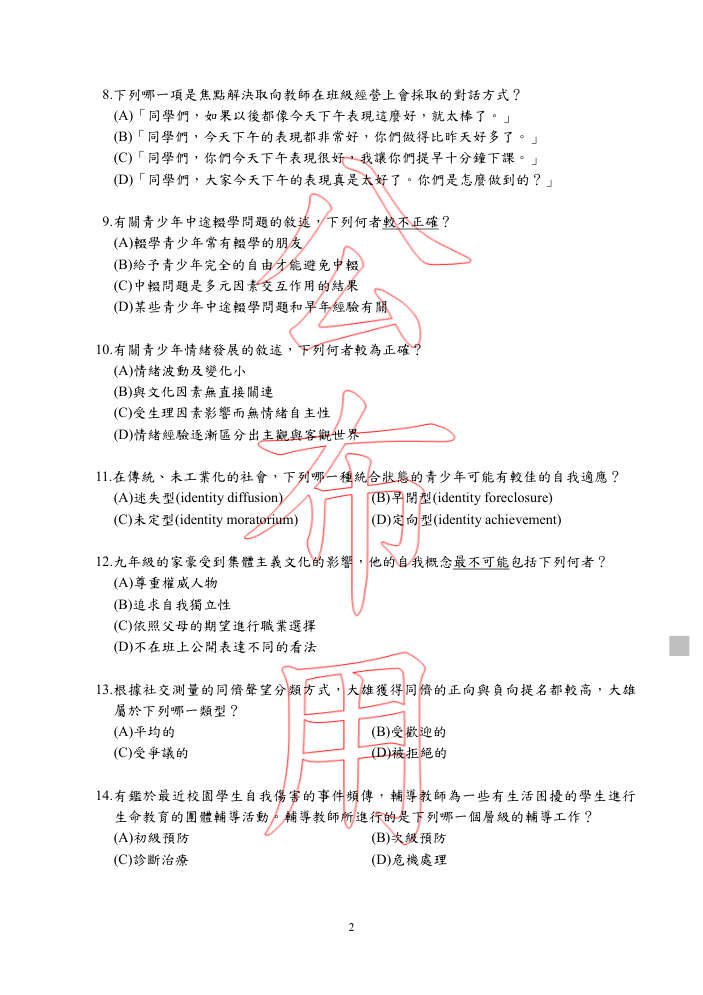 8.下列哪一項是焦點解決取向教師在班級經營上會採取的對話方式？
(A)「同學們，如果以後都像今天下午表現這麼好，就太棒了。」
(B)「同學們，今天下午的表現都非常好，你們做得比昨天好多了。」
(C)「同學們，你們今天下午表現很好，我讓你們提早十分鐘下課。」
(D)「同學們，大家今天下午的表現真是太好了。你們是怎麼做到的？」
9.有關青少年中途輟學問題的敘述，下列何者較不正確？
(A)輟學青少年常有輟學的朋友
(B)給予青少年完全的自由才能避免中輟
(C)中輟問題是多元因素交互作用的結果
(D)某些青少年中途輟學問題和早年經驗有關
10.有關青少年情緒發展的敘述，下列何者較為正確？
(A)情緒波動及變化小
(B)與文化因素無直接關連
(C)受生理因素影響而無情緒自主性
(D)情緒經驗逐漸區分出主觀與客觀世界
11.在傳統、未工業化的社會，下列哪一種統合狀態的青少年可能有較佳的自我適應？
(A)迷失型(identity diffusion) (B)早閉型(identity foreclosure)
(C)未定型(identity moratorium) (D)定向型(identity achievement)
12.九年級的家豪受到集體主義文化的影響，他的自我概念最不可能包括下列何者？
(A)尊重權威人物
(B)追求自我獨立性
(C)依照父母的期望進行職業選擇
(D)不在班上公開表達不同的看法
13.根據社交測量的同儕聲望分類方式，大雄獲得同儕的正向與負向提名都較高，大雄
屬於下列哪一類型？
(A)平均的 (B)受歡迎的
(C)受爭議的 (D)被拒絕的
14.有鑑於最近校園學生自我傷害的事件頻傳，輔導教師為一些有生活困擾的學生進行
生命教育的團體輔導活動。輔導教師所進行的是下列哪一個層級的輔導工作？
(A)初級預防 (B)次級預防
(C)診斷治療 (D)危機處理
公布用
2